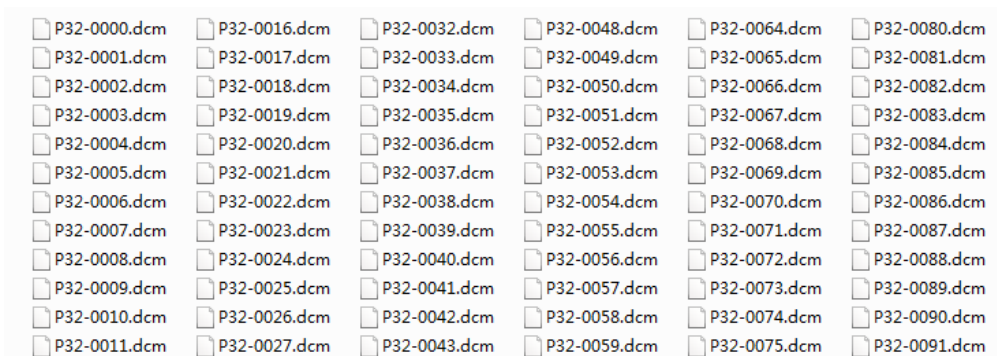 P32-0000.dcm P32-0016.dcm P32-0032.dcm P32-0048.dcm P32-0064.dcm P32-0080.dcm
P32-0001.dcm P32-0017.dcm P32-0033.dcm P32-0049.dcm P32-0065.dcm P32-0081.dcm
P32-0002.dcm P32-0018.dcm P32-0034.dcm P32-0050.dcm P32-0066.dcm P32-0082.dcm
P32-0003.dcm P32-0019.dcm P32-0035.dcm P32-0051.dcm P32-0067.dcm P32-0083.dcm
P32-0004.dcm P32-0020.dcm P32-0036.dcm P32-0052.dcm P32-0068.dcm P32-0084.dcm
P32-0005.dcm P32-0021.dcm P32-0037.dcm P32-0053.dcm P32-0069.dcm P32-0085.dcm
P32-0006.dcm P32-0022.dcm P32-0038.dcm P32-0054.dcm P32-0070.dcm P32-0086.dcm
P32-0007.dcm P32-0023.dcm P32-0039.dcm P32-0055.dcm P32-0071.dcm P32-0087.dcm
P32-0008.dcm P32-0024.dcm P32-0040.dcm P32-0056.dcm P32-0072.dcm P32-0088.dcm
P32-0009.dcm P32-0025.dcm P32-0041.dcm P32-0057.dcm P32-0073.dcm P32-0089.dcm
P32-0010.dcm P32-0026.dcm P32-0042.dcm P32-0058.dcm P32-0074.dcm P32-0090.dcm
P32-0011.dcm P32-0027.dcm P32-0043.dcm P32-0059.dcm P32-0075.dcm P32-0091.dcm